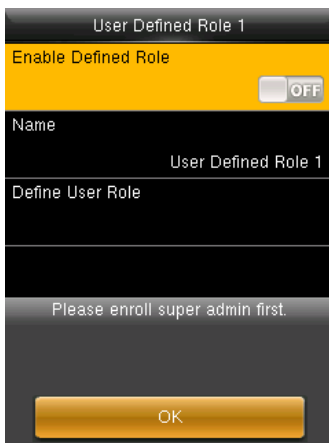 User Defined Role 1
Enable Defined Role
OFF
Name
User Defined Role 1
Define User Role
Please enroll super admin first.
OK